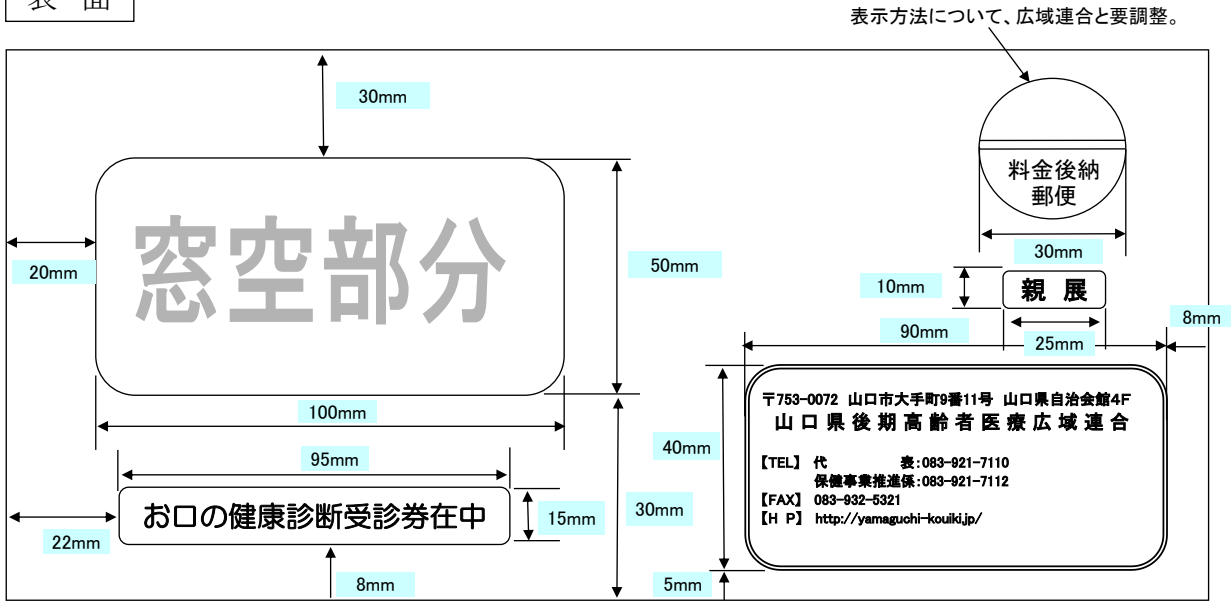 表 面
表示方法について、広域連合と要調整。
30mm
料金後納
郵便
窓空部分
20mm
50mm
30mm
10mm
親 展
8mm
90mm
25mm
100mm
〒753-0072 山口市大手町9番11号 山口県自治会館4F
山口県後期高齢者医療広域連合
40mm
95mm
【TEL】 代 表:083-921-7110
保健事業推進係:083-921-7112
【FAX】 083-932-5321
【H P】 http://yamaguchi-kouiki.jp/
お口の健康診断受診券在中
15mm
30mm
22mm
8mm
5mm